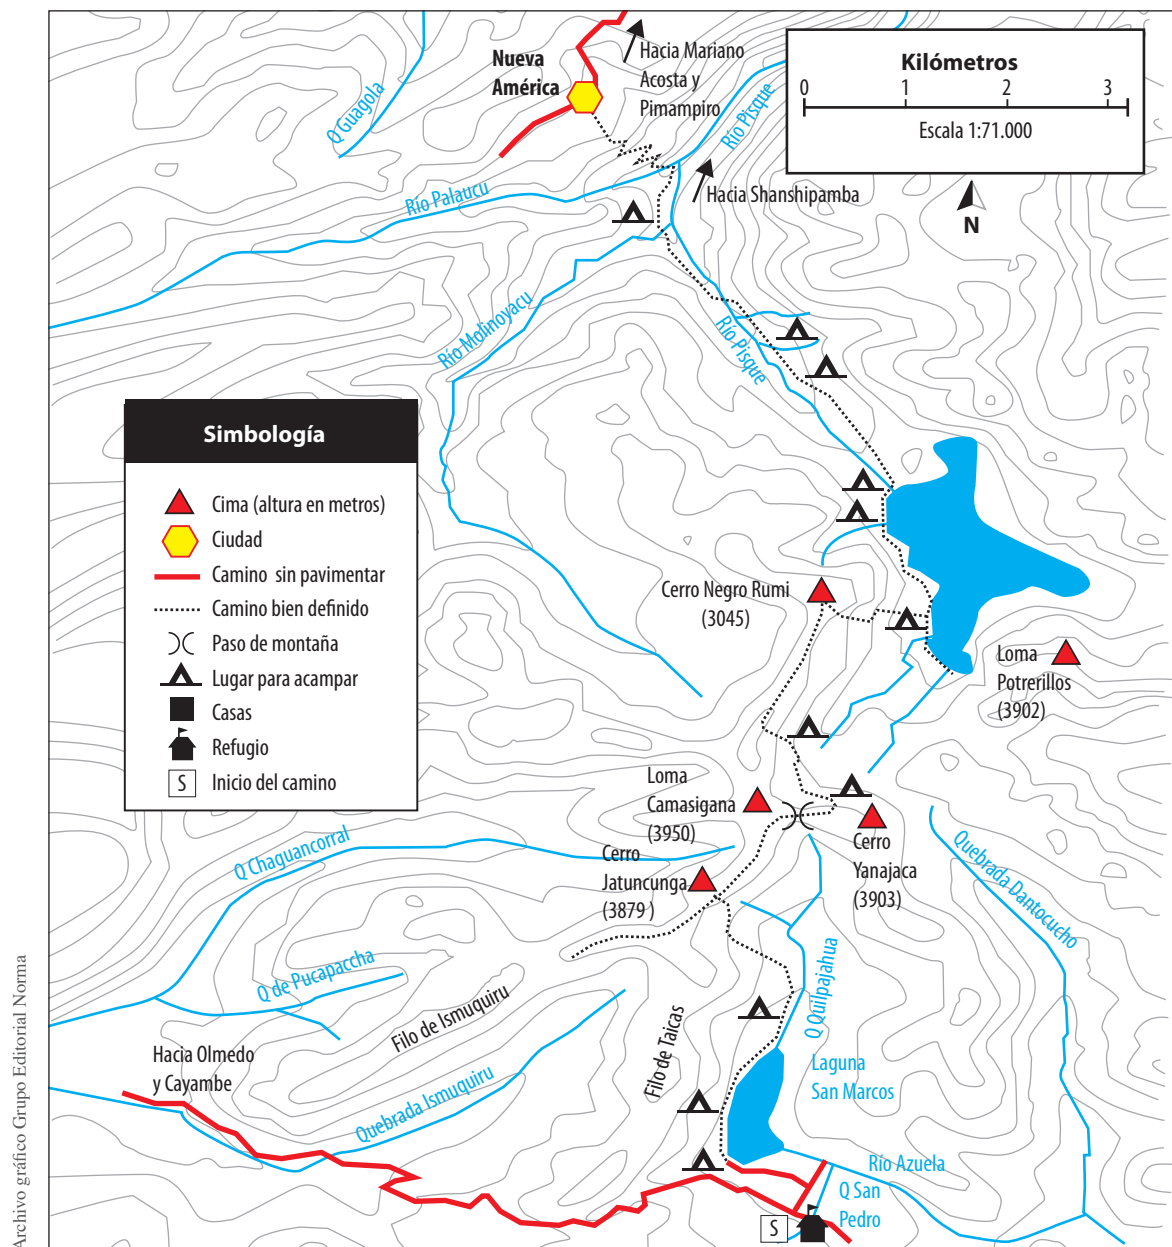 Nueva
América
Hacia Mariano
Acosta y
Pimampiro
Kilómetros
0 1 2 3
Escala 1:71.000
N
Q Guagola
Río Pisque
Hacia Shanshipamba
Río Palaucu
Río Molinoyacu
Río Pisque
Simbología
Cima (altura en metros)
Ciudad
Camino sin pavimentar
Camino bien definido
Paso de montaña
Lugar para acampar
Casas
Refugio
S Inicio del camino
Cerro Negro Rumi
(3045)
Loma
Potrerillos
(3902)
Loma
Camasigana
(3950)
Cerro
Yanajaca
(3903)
Cerro
Jatuncunga
(3879 )
Q Chaguancorral
Quebrada Dantocucho
Q de Pucapaccha
Filo de Ismuquiru
Q Quilpajahua
Filo de Taicas
Hacia Olmedo
y Cayambe
Quebrada Ismuquiru
Laguna
San Marcos
Río Azuela
Q San
Pedro
S
Archivo gráfico Grupo Editorial Norma